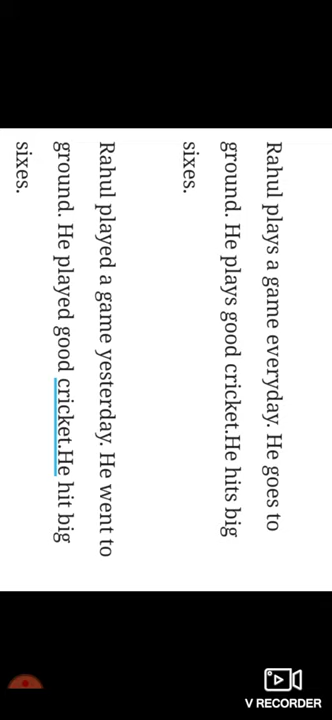 Rahul plays a game everyday. He goes to
ground. He plays good cricket.He hits big
sixes.
Rahul played a game yesterday. He went to
ground. He played good cricket.He hit big
sixes.
V RECORDER